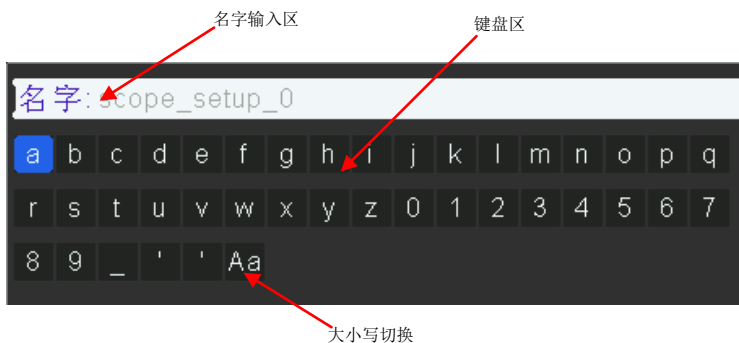 名字输入区
键盘区
名字: scope_setup_0
a b c d e f g h i j k l m n o p q
r s t u v w x y z 0 1 2 3 4 5 6 7
8 9 _ ' ' Aa
大小写切换